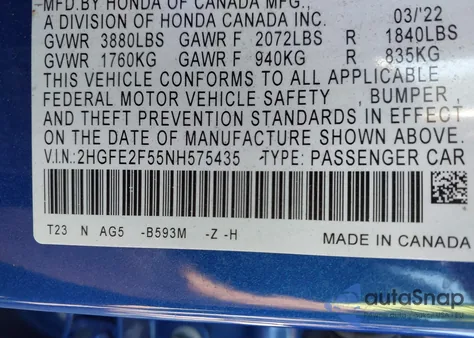 MFD.BY HONDA OF CANADA MFG.,
A DIVISION OF HONDA CANADA INC. 03/'22
GVWR 3880LBS GAWR F 2072LBS R 1840LBS
GVWR 1760KG GAWR F 940KG R 835KG
THIS VEHICLE CONFORMS TO ALL APPLICABLE
FEDERAL MOTOR VEHICLE SAFETY , BUMPER ,
AND THEFT PREVENTION STANDARDS IN EFFECT
ON THE DATE OF MANUFACTURE SHOWN ABOVE.
V.I.N.:2HGFE2F55NH575435 TYPE: PASSENGER CAR
T23 N AG5 -B593M -Z -H
MADE IN CANADA
autoSnap